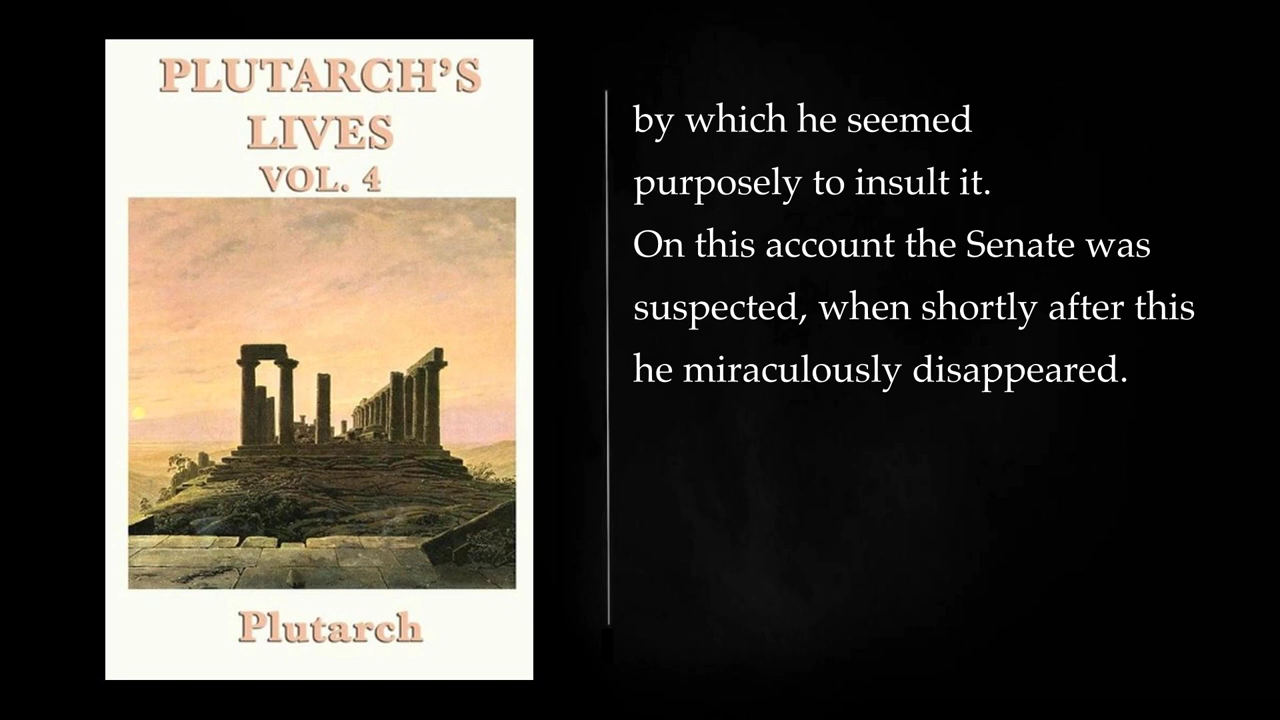 PLUTARCH'S
LIVES
VOL. 4
Plutarch
by which he seemed
purposely to insult it.
On this account the Senate was
suspected, when shortly after this
he miraculously disappeared.